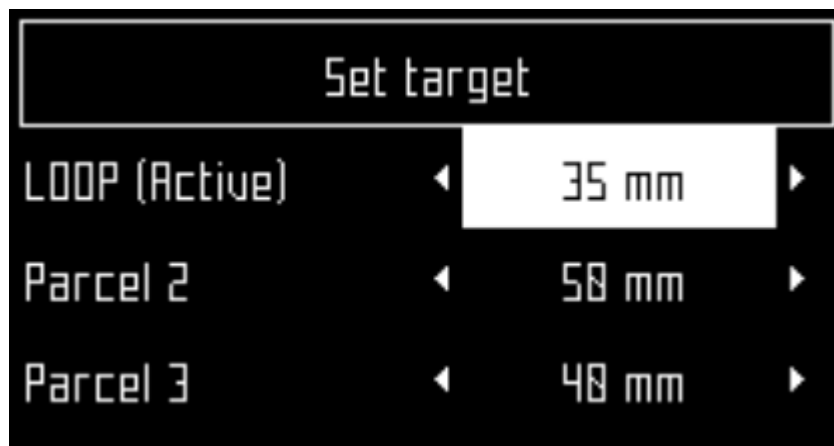 Set target
LOOP (Active) 35 mm
Parcel 2 50 mm
Parcel 3 40 mm